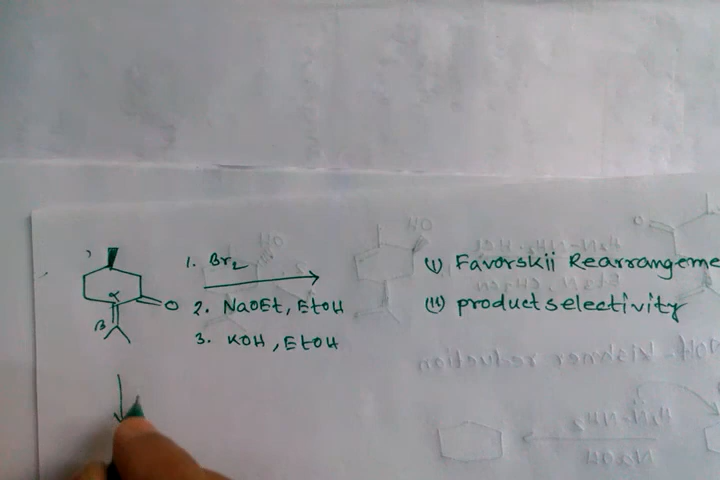 1. Br2
2. NaOEt, EtOH
3. KOH, EtOH
(i) Favorskii Rearrangeme
(ii) product selectivity
α
β
O